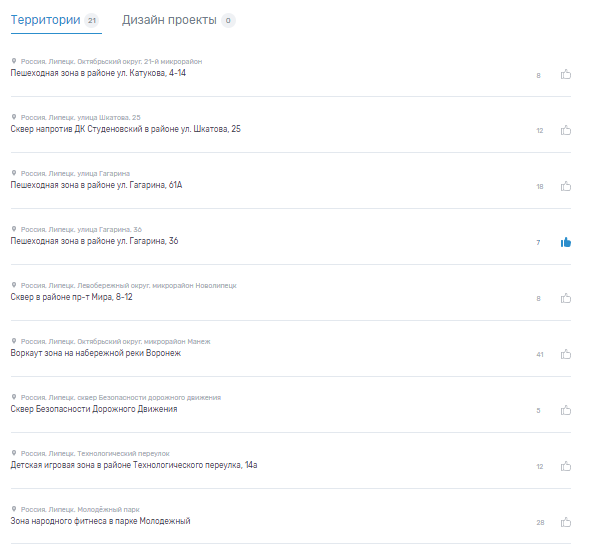 Территории 21 Дизайн проекты 0
Россия, Липецк, Октябрьский округ, 21-й микрорайон
Пешеходная зона в районе ул. Катукова, 4-14
8
Россия, Липецк, улица Шкатова, 25
Сквер напротив ДК Студеновский в районе ул. Шкатова, 25
12
Россия, Липецк, улица Гагарина
Пешеходная зона в районе ул. Гагарина, 61А
18
Россия, Липецк, улица Гагарина, 36
Пешеходная зона в районе ул. Гагарина, 36
7
Россия, Липецк, Левобережный округ, микрорайон Новолипецк
Сквер в районе пр-т Мира, 8-12
8
Россия, Липецк, Октябрьский округ, микрорайон Манеж
Воркаут зона на набережной реки Воронеж
41
Россия, Липецк, сквер Безопасности дорожного движения
Сквер Безопасности Дорожного Движения
5
Россия, Липецк, Технологический переулок
Детская игровая зона в районе Технологического переулка, 14а
12
Россия, Липецк, Молодёжный парк
Зона народного фитнеса в парке Молодежный
28